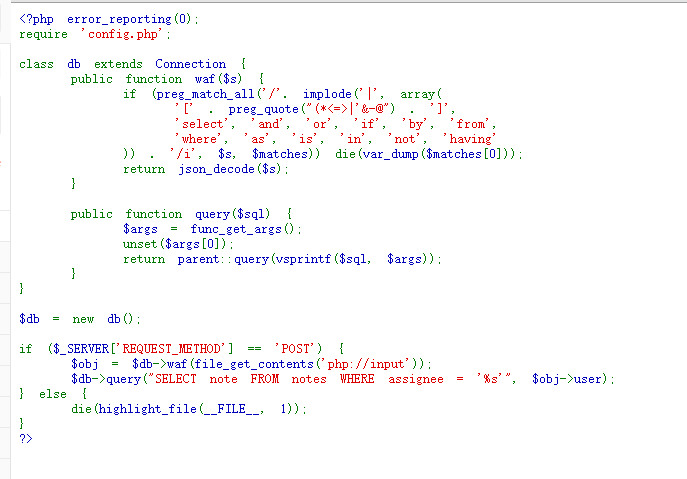 <?php error_reporting(0);
require 'config.php';
class db extends Connection {
public function waf($s) {
if (preg_match_all('/'. implode('|', array(
'[' . preg_quote("(*<=>|'&-@") . ']',
'select', 'and', 'or', 'if', 'by', 'from',
'where', 'as', 'is', 'in', 'not', 'having'
)) . '/i', $s, $matches)) die(var_dump($matches[0]));
return json_decode($s);
}
public function query($sql) {
$args = func_get_args();
unset($args[0]);
return parent::query(vsprintf($sql, $args));
}
}
$db = new db();
if ($_SERVER['REQUEST_METHOD'] == 'POST') {
$obj = $db->waf(file_get_contents('php://input'));
$db->query("SELECT note FROM notes WHERE assignee = '%s'", $obj->user);
} else {
die(highlight_file(__FILE__, 1));
}
?>